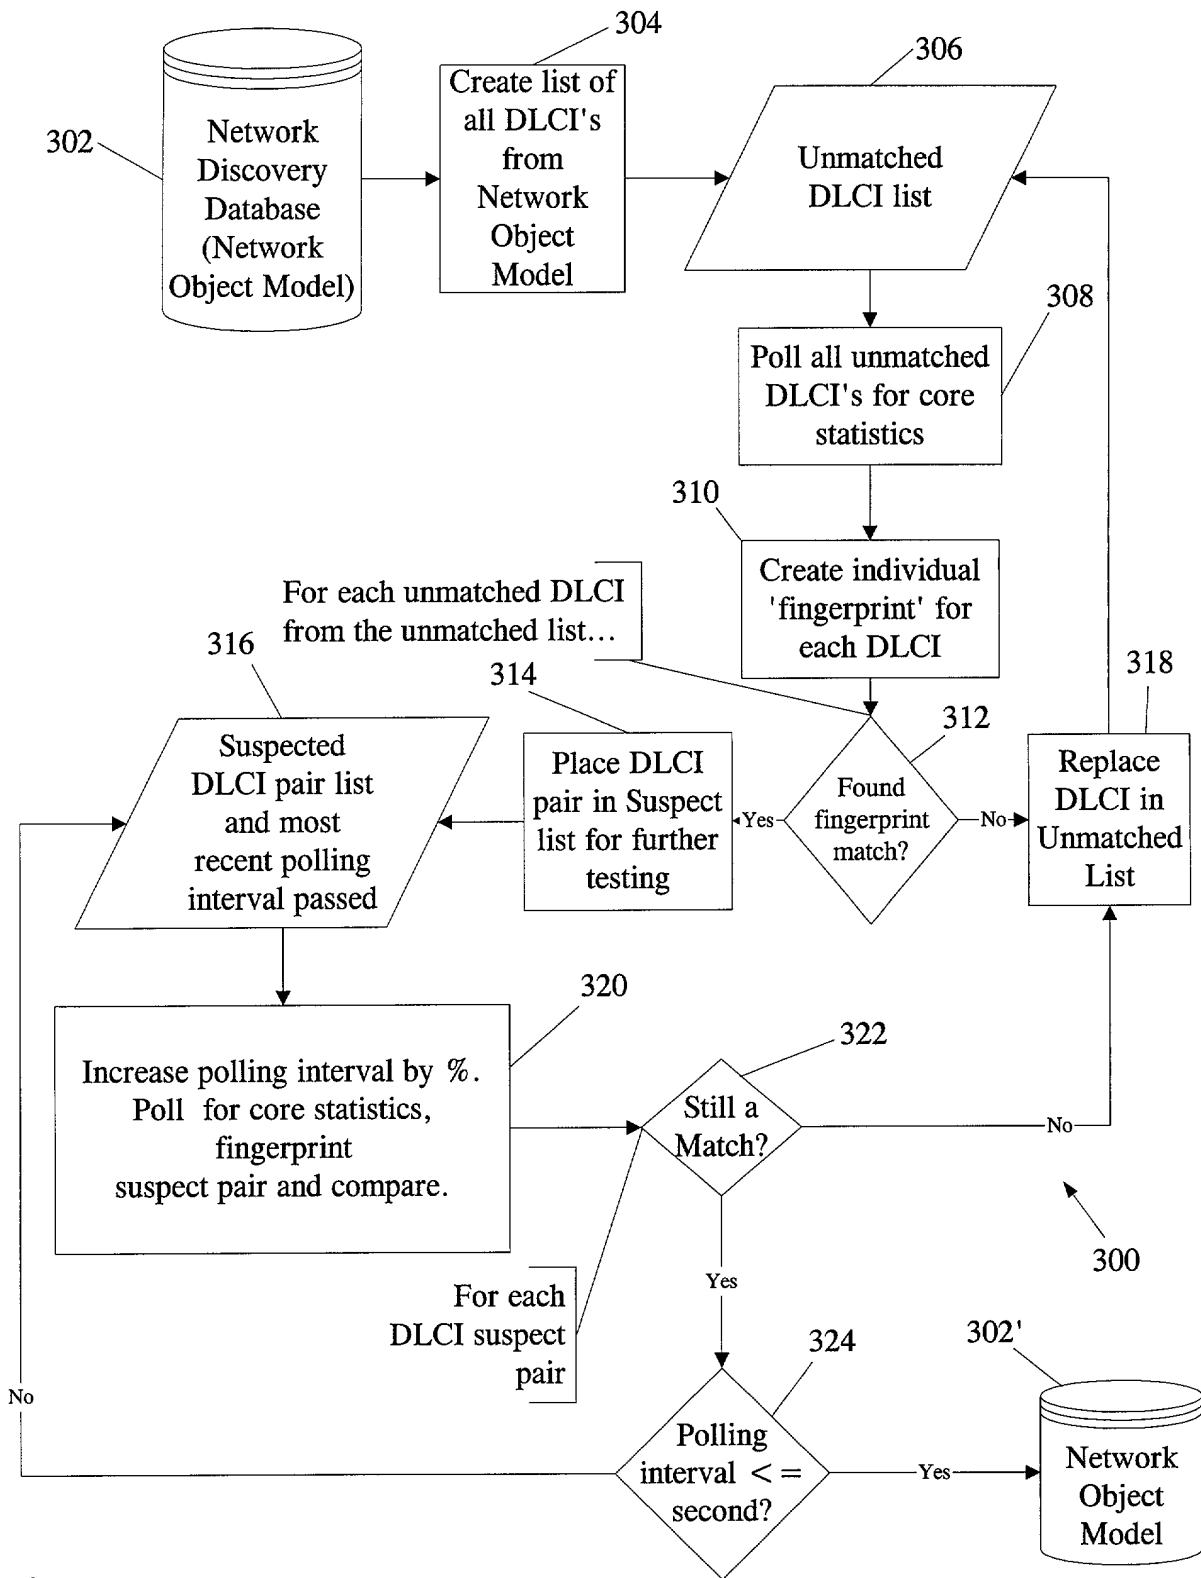 304
306
302
Network
Discovery
Database
(Network
Object Model)
Create list of
all DLCI's
from
Network
Object
Model
Unmatched
DLCI list
308
Poll all unmatched
DLCI's for core
statistics
310
Create individual
'fingerprint' for
each DLCI
For each unmatched DLCI
from the unmatched list...
316
314
312
318
Suspected
DLCI pair list
and most
recent polling
interval passed
Place DLCI
pair in Suspect
list for further
testing
Yes
Found
fingerprint
match?
No
Replace
DLCI in
Unmatched
List
320
Increase polling interval by %.
Poll for core statistics,
fingerprint
suspect pair and compare.
322
Still a
Match?
No
300
Yes
For each
DLCI suspect
pair
324
302'
No
Polling
interval < =
second?
Yes
Network
Object
Model